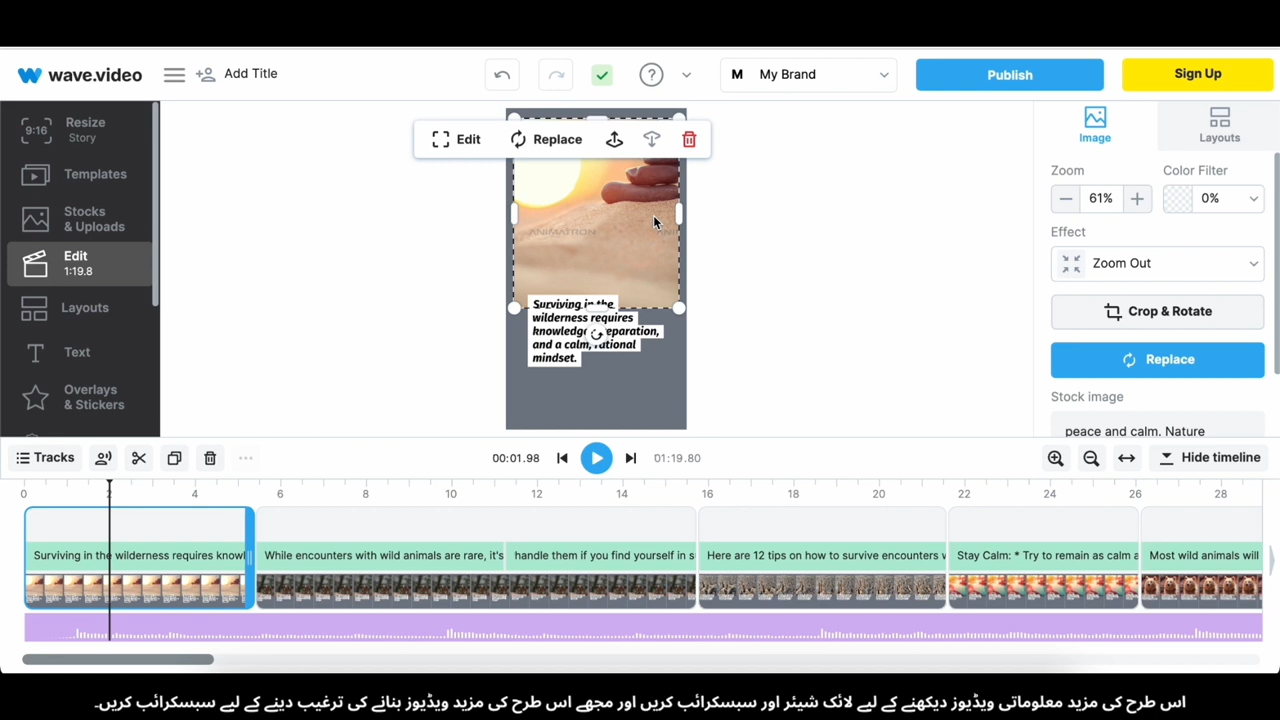 wave.video
Add Title
?
M My Brand
Publish
Sign Up
9:16 Resize
Story
Templates
Stocks
& Uploads
Edit
1:19.8
Layouts
Text
Overlays
& Stickers
Edit
Replace
ANIMATRON
Surviving in the
wilderness requires
and a calm, rational
mindset.
Image
Layouts
Zoom
Color Filter
61%
0%
Effect
Zoom Out
Crop & Rotate
Replace
Stock image
peace and calm. Nature
Tracks
00:01.98
01:19.80
Hide timeline
0 2 4 6 8 10 12 14 16 18 20 22 24 26 28
Surviving in the wilderness requires knowl
While encounters with wild animals are rare, it's
handle them if you find yourself in s
Here are 12 tips on how to survive encounters w
Stay Calm: * Try to remain as calm a
Most wild animals will
اس طرح کی مزید معلوماتی ویڈیوز دیکھنے کے لیے لائک شیئر اور سبسکرائب کریں اور مجھے اس طرح کی مزید ویڈیوز بنانے کی ترغیب دینے کے لیے سبسکرائب کریں۔